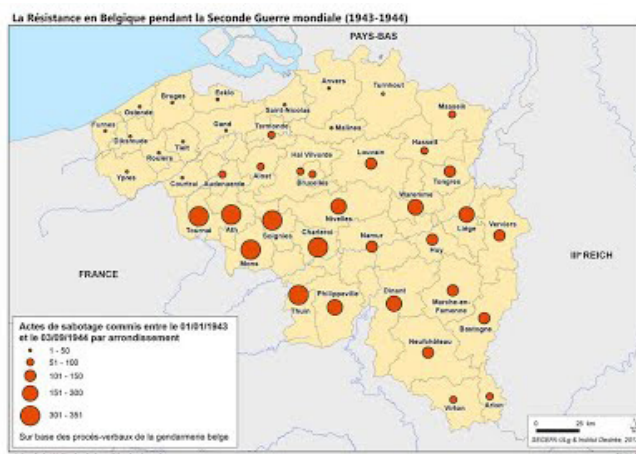 La Résistance en Belgique pendant la Seconde Guerre mondiale (1943-1944)
PAYS-BAS
Anvers
Turnhout
Eeklo
Bruges
Saint-Nicolas
Maaseik
Ostende
Furnes
Gand
Termonde
Malines
Dixmude
Tielt
Hasselt
Roulers
Hal Vilvorde
Louvain
Alost
Ypres
Courtrai
Audenaerde
Bruxelles
Tongres
Waremme
Nivelles
Tournai
Ath
Soignies
Liège
Verviers
Charleroi
Namur
Huy
Mons
IIIe REICH
FRANCE
Thuin
Philippeville
Dinant
Marche-en-
Famenne
Bastogne
Neufchâteau
Virton
Arlon
Actes de sabotage commis entre le 01/01/1943
et le 03/09/1944 par arrondissement
1 - 50
51 - 100
101 - 150
151 - 300
301 - 351
Sur base des procès-verbaux de la gendarmerie belge
0 25 km